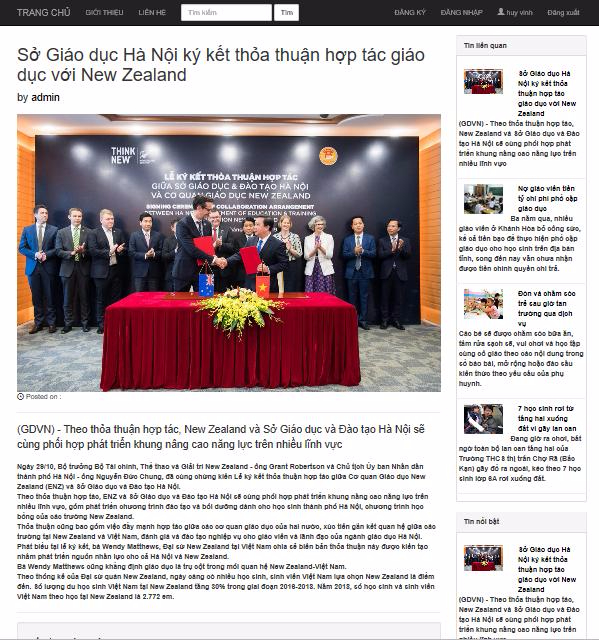 TRANG CHỦ GIỚI THIỆU LIÊN HỆ Tìm kiếm Tìm ĐĂNG KÝ ĐĂNG NHẬP huy vinh Đăng xuất
Sở Giáo dục Hà Nội ký kết thỏa thuận hợp tác giáo
dục với New Zealand
by admin
THINK
NEW
LỄ KÝ KẾT THỎA THUẬN HỢP TÁC
GIỮA SỞ GIÁO DỤC & ĐÀO TẠO HÀ NỘI
VÀ CƠ QUAN GIÁO DỤC NEW ZEALAND
SIGNING CEREMONY COLLABORATION ARRANGEMENT
Posted on :
(GDVN) - Theo thỏa thuận hợp tác, New Zealand và Sở Giáo dục và Đào tạo Hà Nội sẽ
cùng phối hợp phát triển khung nâng cao năng lực trên nhiều lĩnh vực
Ngày 29/10, Bộ trưởng Bộ Tài chính, Thể thao và Giải trí New Zealand - ông Grant Robertson và Chủ tịch Ủy ban Nhân dân
thành phố Hà Nội - ông Nguyễn Đức Chung, đã cùng chứng kiến Lễ ký kết thỏa thuận hợp tác giữa Cơ quan Giáo dục New
Zealand (ENZ) và Sở Giáo dục và Đào tạo Hà Nội.
Theo thỏa thuận hợp tác, ENZ và Sở Giáo dục và Đào tạo Hà Nội sẽ cùng phối hợp phát triển khung nâng cao năng lực trên
nhiều lĩnh vực, gồm phát triển chương trình đào tạo và bồi dưỡng dành cho học sinh thành phố Hà Nội, chương trình học
bổng của các trường New Zealand.
Thỏa thuận cũng bao gồm việc đẩy mạnh hợp tác giữa các cơ quan giáo dục của hai nước, xúc tiến gắn kết quan hệ giữa các
trường tại New Zealand và Việt Nam, đánh giá và đào tạo nghiệp vụ cho giáo viên và lãnh đạo của ngành giáo dục Hà Nội.
Phát biểu tại lễ ký kết, bà Wendy Matthews, Đại sứ New Zealand tại Việt Nam chia sẻ biên bản thỏa thuận này được kiến tạo
nhằm phát triển nguồn nhân lực cho cả Hà Nội và New Zealand.
Bà Wendy Matthews cũng khẳng định giáo dục là trụ cột trong mối quan hệ New Zealand-Việt Nam.
Theo thống kê của Đại sứ quán New Zealand, ngày càng có nhiều học sinh, sinh viên Việt Nam lựa chọn New Zealand là điểm
đến. Số lượng du học sinh Việt Nam tại New Zealand tăng 30% trong giai đoạn 2016-2018. Năm 2018, số học sinh và sinh viên
Việt Nam theo học tại New Zealand là 2.772 em.
Tin liên quan
Sở Giáo dục Hà
Nội ký kết thỏa
thuận hợp tác
giáo dục với New
Zealand
(GDVN) - Theo thỏa thuận hợp tác,
New Zealand và Sở Giáo dục và Đào
tạo Hà Nội sẽ cùng phối hợp phát triển
khung nâng cao năng lực trên nhiều
lĩnh vực
Nợ giáo viên tiền
tỷ chi phí phổ cập
giáo dục
Ba năm qua, nhiều
giáo viên ở Khánh Hòa bỏ công sức,
kể cả tiền bạc để thực hiện phổ cập
giáo dục cho học sinh trên địa bàn
tỉnh, song đến nay vẫn chưa nhận
được tiền chính quyền chi trả.
Đón và chăm sóc
trẻ sau giờ tan
trường qua dịch
vụ
Các bé sẽ được chăm sóc bữa ăn,
tắm rửa sạch sẽ, vui chơi và học tập
cùng cô giáo theo các nội dung trong
sổ báo bài, mở rộng hoặc đào sâu
kiến thức theo yêu cầu của phụ
huynh.
7 học sinh rơi từ
tầng hai xuống
đất vì gãy lan can
Đang giờ ra chơi, bất
ngờ toàn bộ lan can tầng hai của
Trường THCS thị trấn Chợ Rã (Bắc
Kạn) gãy đổ ra ngoài, kéo theo 7 học
sinh lớp 6A rơi xuống đất.
Tin nổi bật
Sở Giáo dục Hà
Nội ký kết thỏa
thuận hợp tác
giáo dục với New
Zealand
(GDVN) - Theo thỏa thuận hợp tác,
New Zealand và Sở Giáo dục và Đào
tạo Hà Nội sẽ cùng phối hợp phát triển
khung nâng cao năng lực trên nhiều